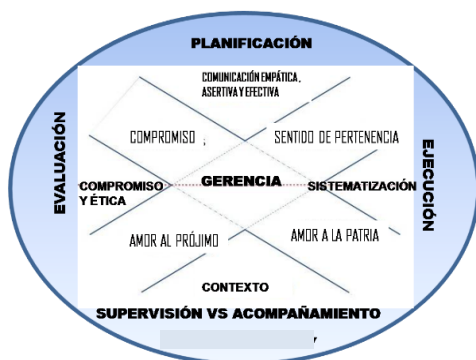 PLANIFICACIÓN
COMUNICACIÓN EMPÁTICA,
ASERTIVA Y EFECTIVA
EVALUACIÓN
COMPROMISO ;
SENTIDO DE PERTENENCIA
EJECUCIÓN
COMPROMISO
Y ÉTICA
GERENCIA
SISTEMATIZACIÓN
AMOR AL PRÓJIMO
AMOR A LA PATRIA
CONTEXTO
SUPERVISIÓN VS ACOMPAÑAMIENTO